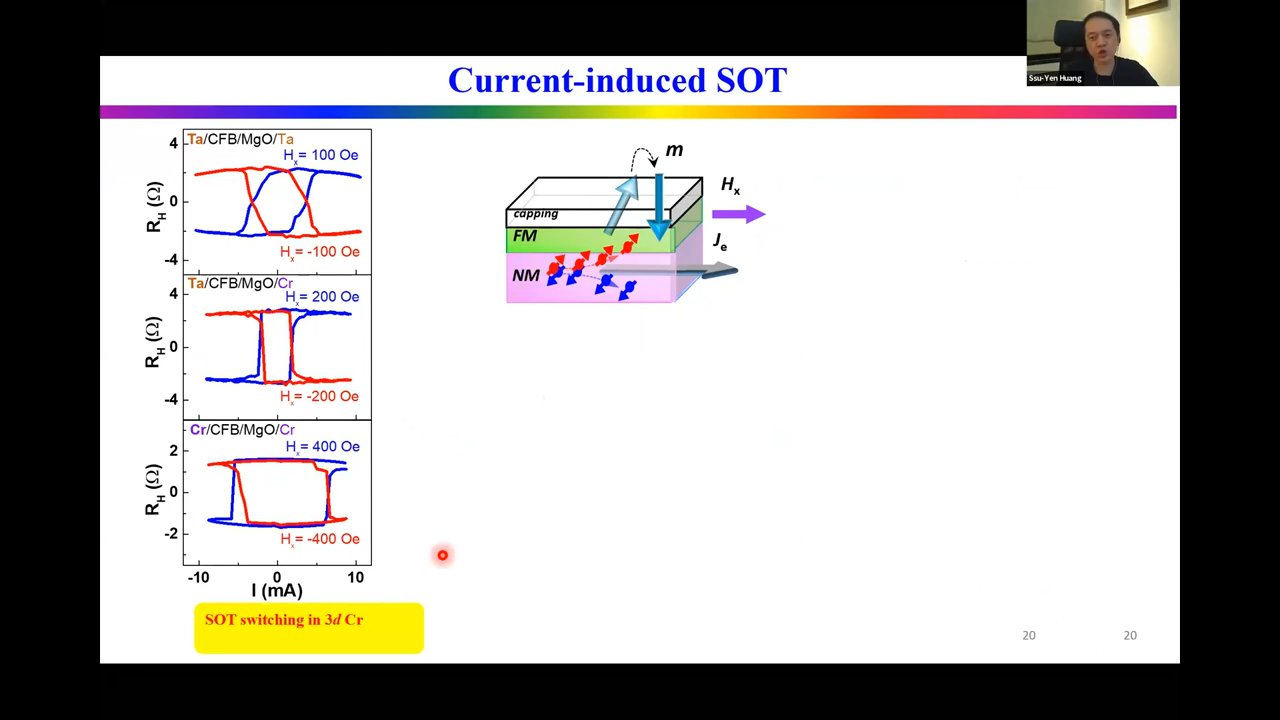 Ssu-Yen Huang
Current-induced SOT
Ta/CFB/MgO/Ta
Hx= 100 Oe
Hx= -100 Oe
4
0
-4
RH (Ω)
Ta/CFB/MgO/Cr
Hx= 200 Oe
Hx= -200 Oe
4
0
-4
RH (Ω)
Cr/CFB/MgO/Cr
Hx= 400 Oe
Hx= -400 Oe
2
0
-2
RH (Ω)
-10 0 10
I (mA)
SOT switching in 3d Cr
m
Hx
Je
capping
FM
NM
20 20